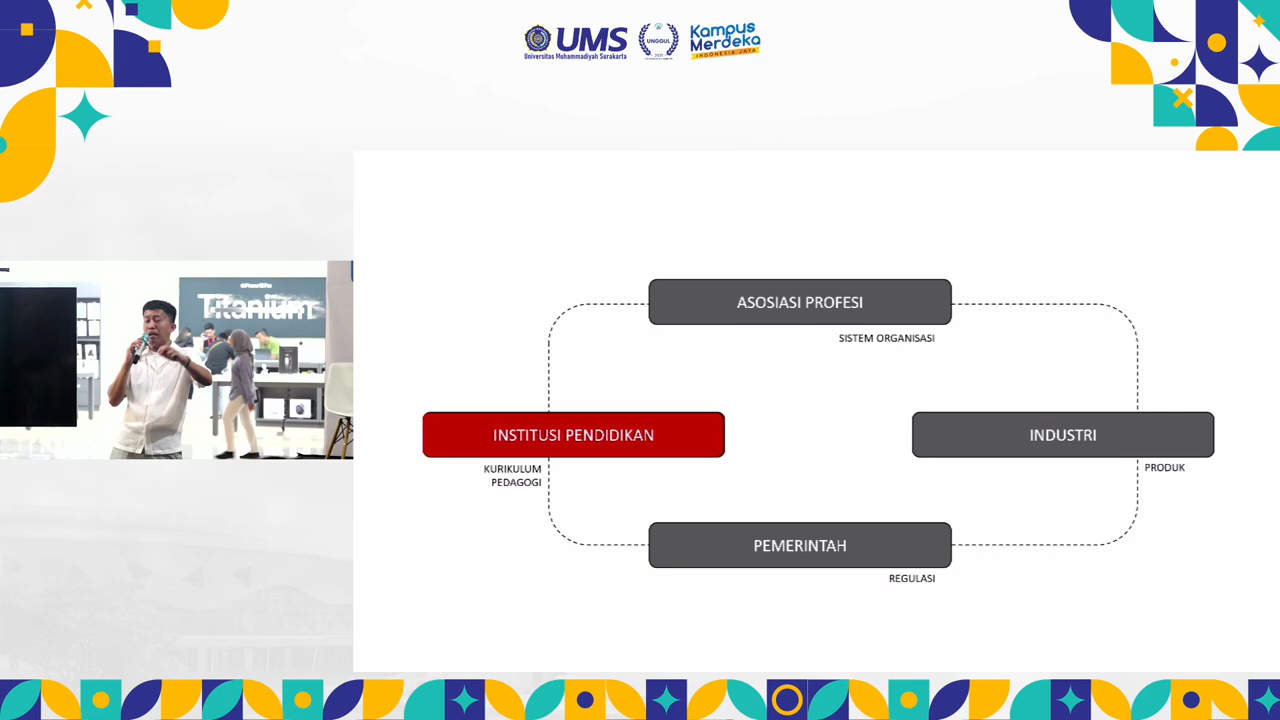 UMS
Universitas Muhammadiyah Surakarta
UNGGUL
Kampus
Merdeka
INDONESIA JAYA
Titanium
ASOSIASI PROFESI
SISTEM ORGANISASI
INSTITUSI PENDIDIKAN
INDUSTRI
KURIKULUM
PEDAGOGI
PRODUK
PEMERINTAH
REGULASI